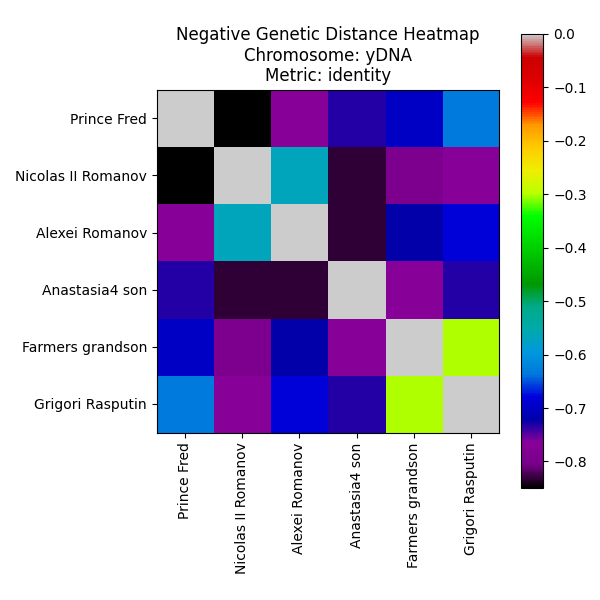 Negative Genetic Distance Heatmap
Chromosome: yDNA
Metric: identity
Prince Fred
Nicolas II Romanov
Alexei Romanov
Anastasia4 son
Farmers grandson
Grigori Rasputin
Prince Fred
Nicolas II Romanov
Alexei Romanov
Anastasia4 son
Farmers grandson
Grigori Rasputin
0.0
−0.1
−0.2
−0.3
−0.4
−0.5
−0.6
−0.7
−0.8